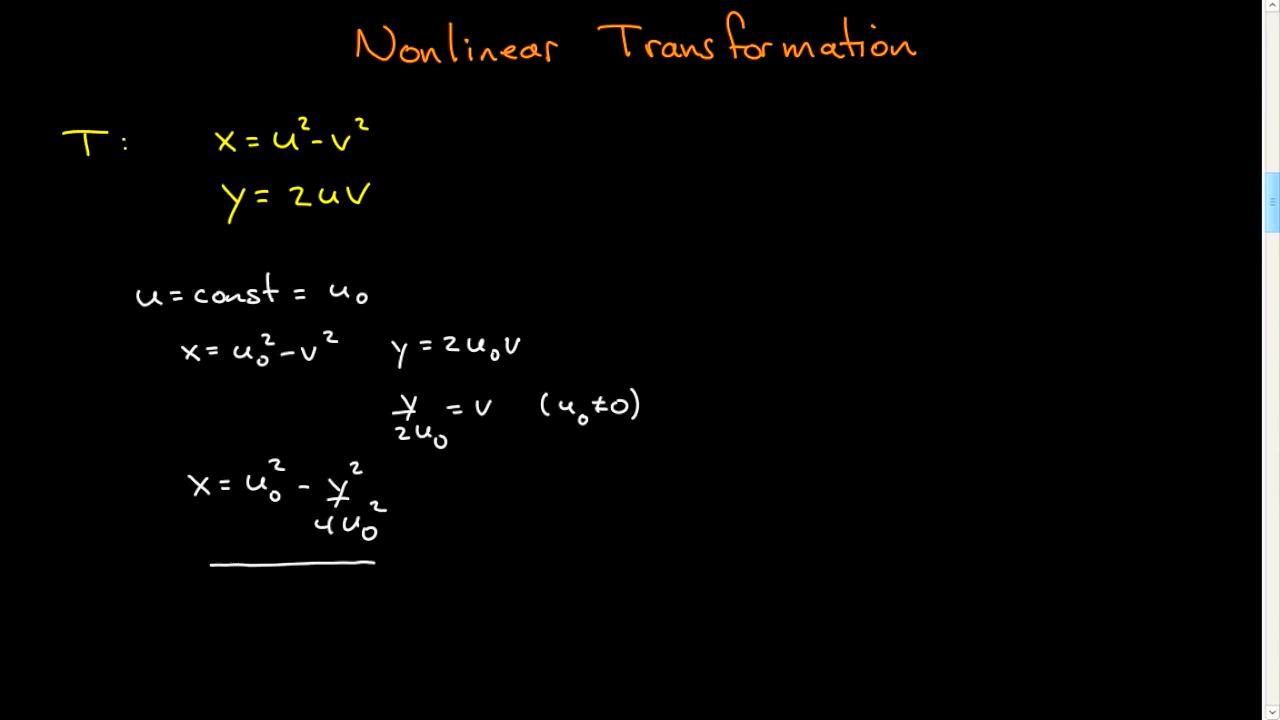 Nonlinear Transformation
T: x = u² - v²
y = 2uv
u = const = u₀
x = u₀² - v² y = 2u₀v
y/2u₀ = v (u₀ ≠ 0)
x = u₀² - y²/4u₀²